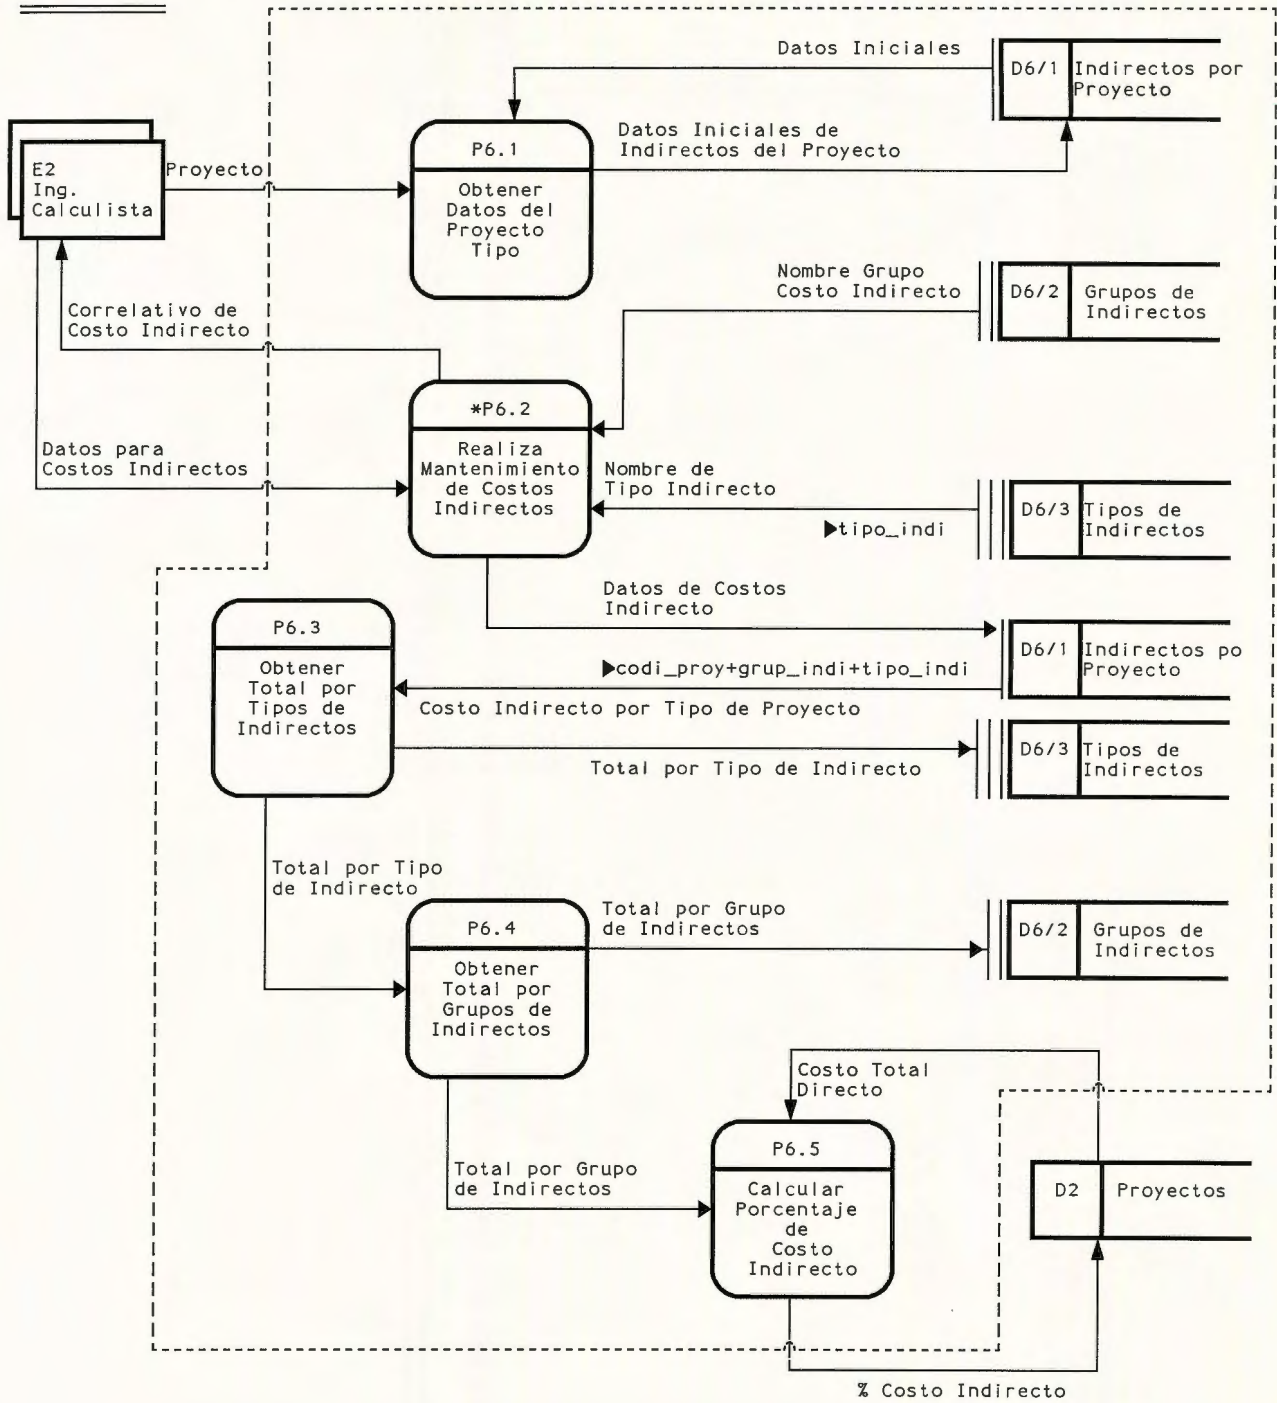 Datos Iniciales
D6/1
Indirectos por
Proyecto
E2
Ing.
Calculista
Proyecto
P6.1
Obtener
Datos del
Proyecto
Tipo
Datos Iniciales de
Indirectos del Proyecto
Nombre Grupo
Costo Indirecto
D6/2
Grupos de
Indirectos
Correlativo de
Costo Indirecto
*P6.2
Realiza
Mantenimiento
de Costos
Indirectos
Datos para
Costos Indirectos
Nombre de
Tipo Indirecto
tipo_indi
D6/3
Tipos de
Indirectos
Datos de Costos
Indirecto
P6.3
Obtener
Total por
Tipos de
Indirectos
D6/1
Indirectos po
Proyecto
codi_proy+grup_indi+tipo_indi
Costo Indirecto por Tipo de Proyecto
D6/3
Tipos de
Indirectos
Total por Tipo de Indirecto
Total por Tipo
de Indirecto
P6.4
Obtener
Total por
Grupos de
Indirectos
Total por Grupo
de Indirectos
D6/2
Grupos de
Indirectos
Costo Total
Directo
P6.5
Calcular
Porcentaje
de
Costo
Indirecto
Total por Grupo
de Indirectos
D2
Proyectos
% Costo Indirecto